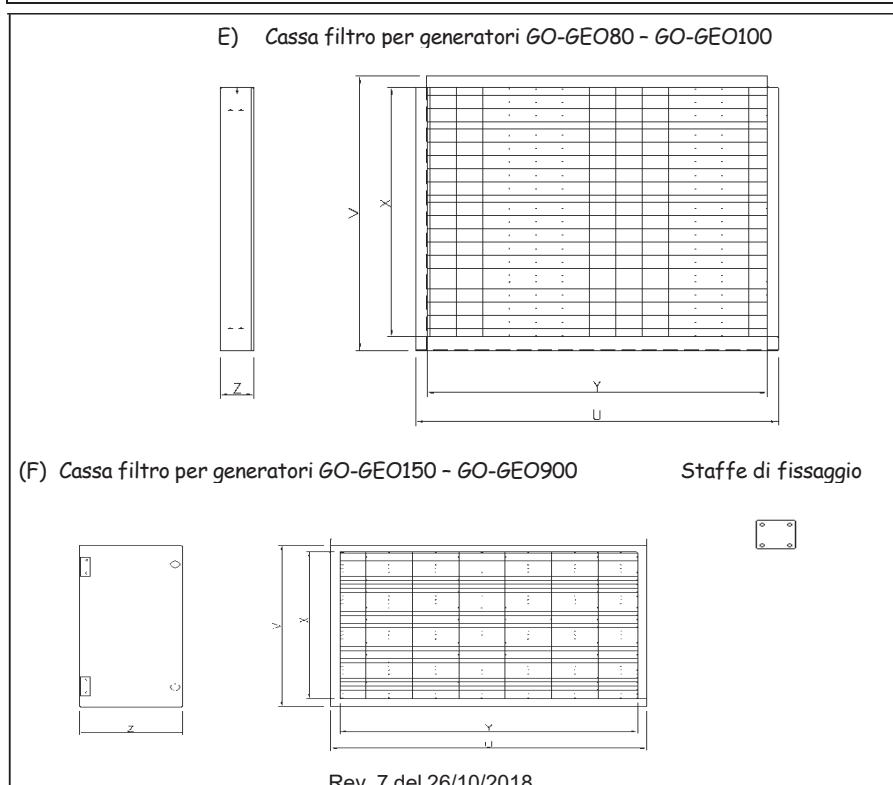 E) Cassa filtro per generatori GO-GEO80 – GO-GEO100
V
X
Z
Y
U
(F) Cassa filtro per generatori GO-GEO150 – GO-GEO900
Staffe di fissaggio
V
X
Z
Y
U
Rev. 7 del 26/10/2018